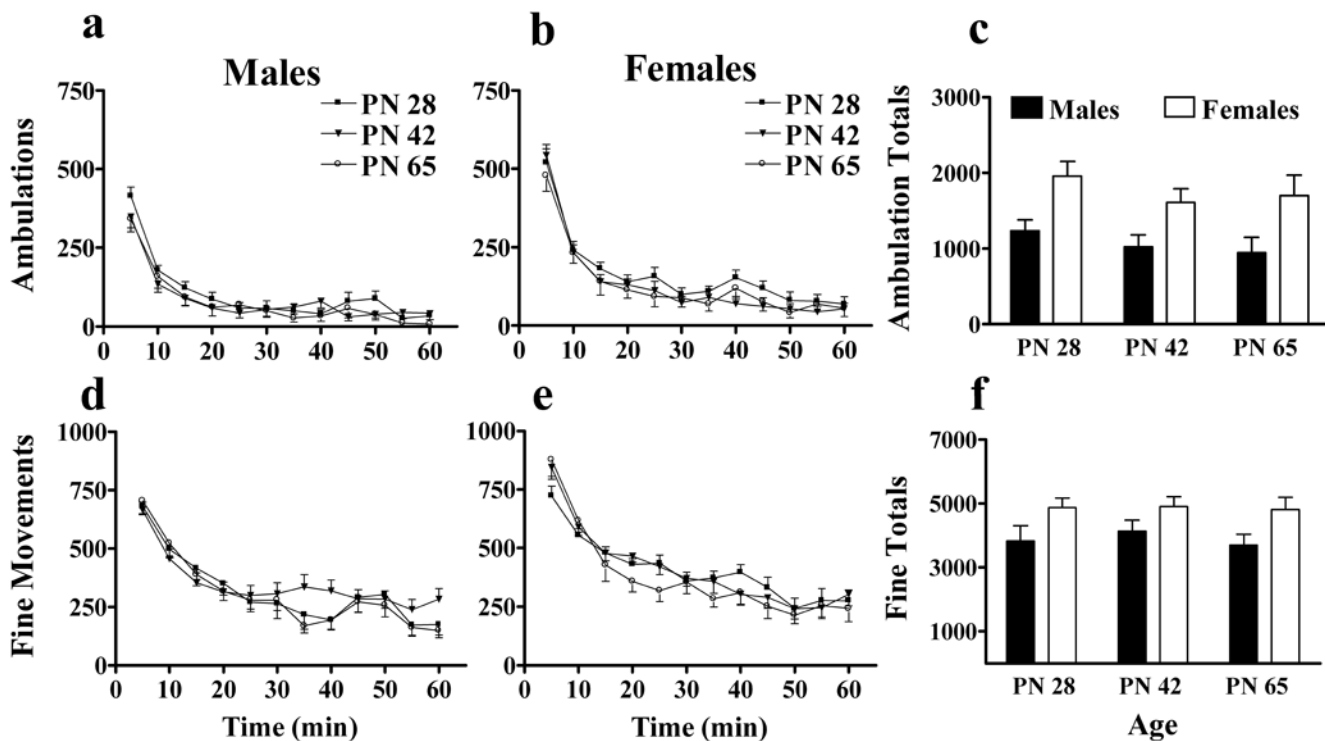 a
Males
PN 28
PN 42
PN 65
Ambulations
750
500
250
0
0 10 20 30 40 50 60
b
Females
PN 28
PN 42
PN 65
750
500
250
0
0 10 20 30 40 50 60
c
Males Females
Ambulation Totals
3000
2000
1000
0
PN 28 PN 42 PN 65
d
Fine Movements
1000
750
500
250
0
0 10 20 30 40 50 60
Time (min)
e
1000
750
500
250
0
0 10 20 30 40 50 60
Time (min)
f
Fine Totals
7000
5000
3000
1000
PN 28 PN 42 PN 65
Age